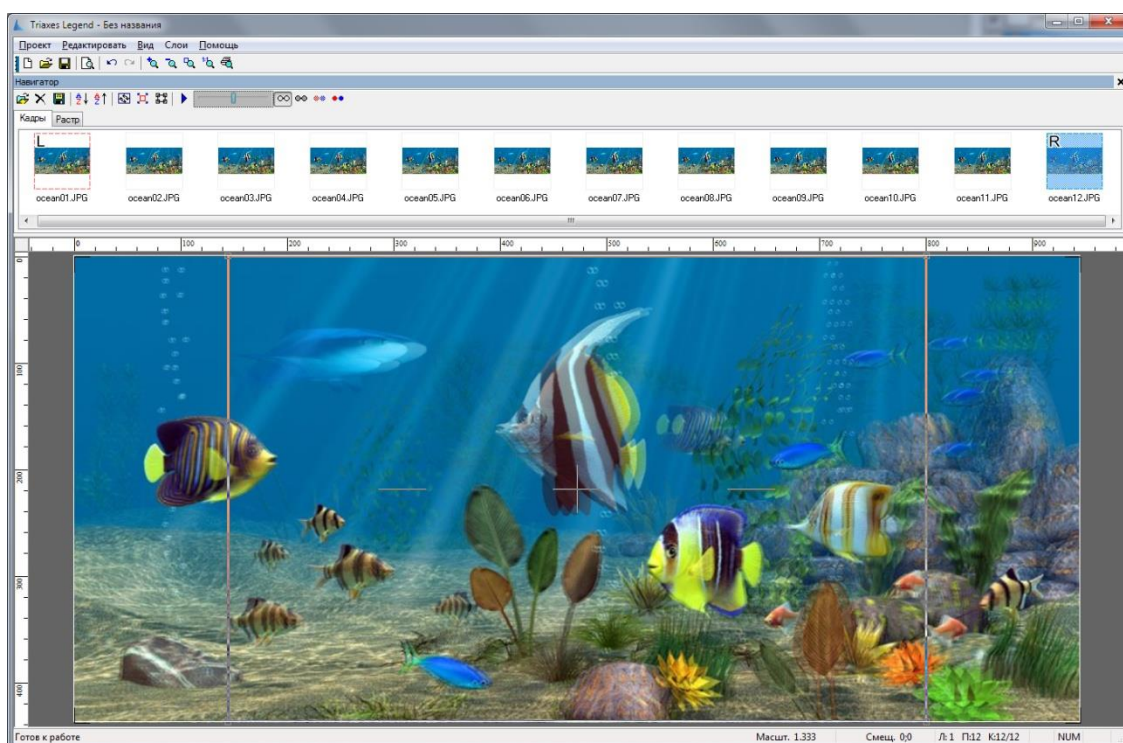 Triaxes Legend - Без названия
Проект Редактировать Вид Слои Помощь
Навигатор
Кадры Растр
L R
ocean01.JPG ocean02.JPG ocean03.JPG ocean04.JPG ocean05.JPG ocean06.JPG ocean07.JPG ocean08.JPG ocean09.JPG ocean10.JPG ocean11.JPG ocean12.JPG
0 100 200 300 400 500 600 700 800 900
0
100
200
300
400
Готов к работе Масшт. 1.333 Смещ. 0;0 Л:1 П:12 К:12/12 NUM